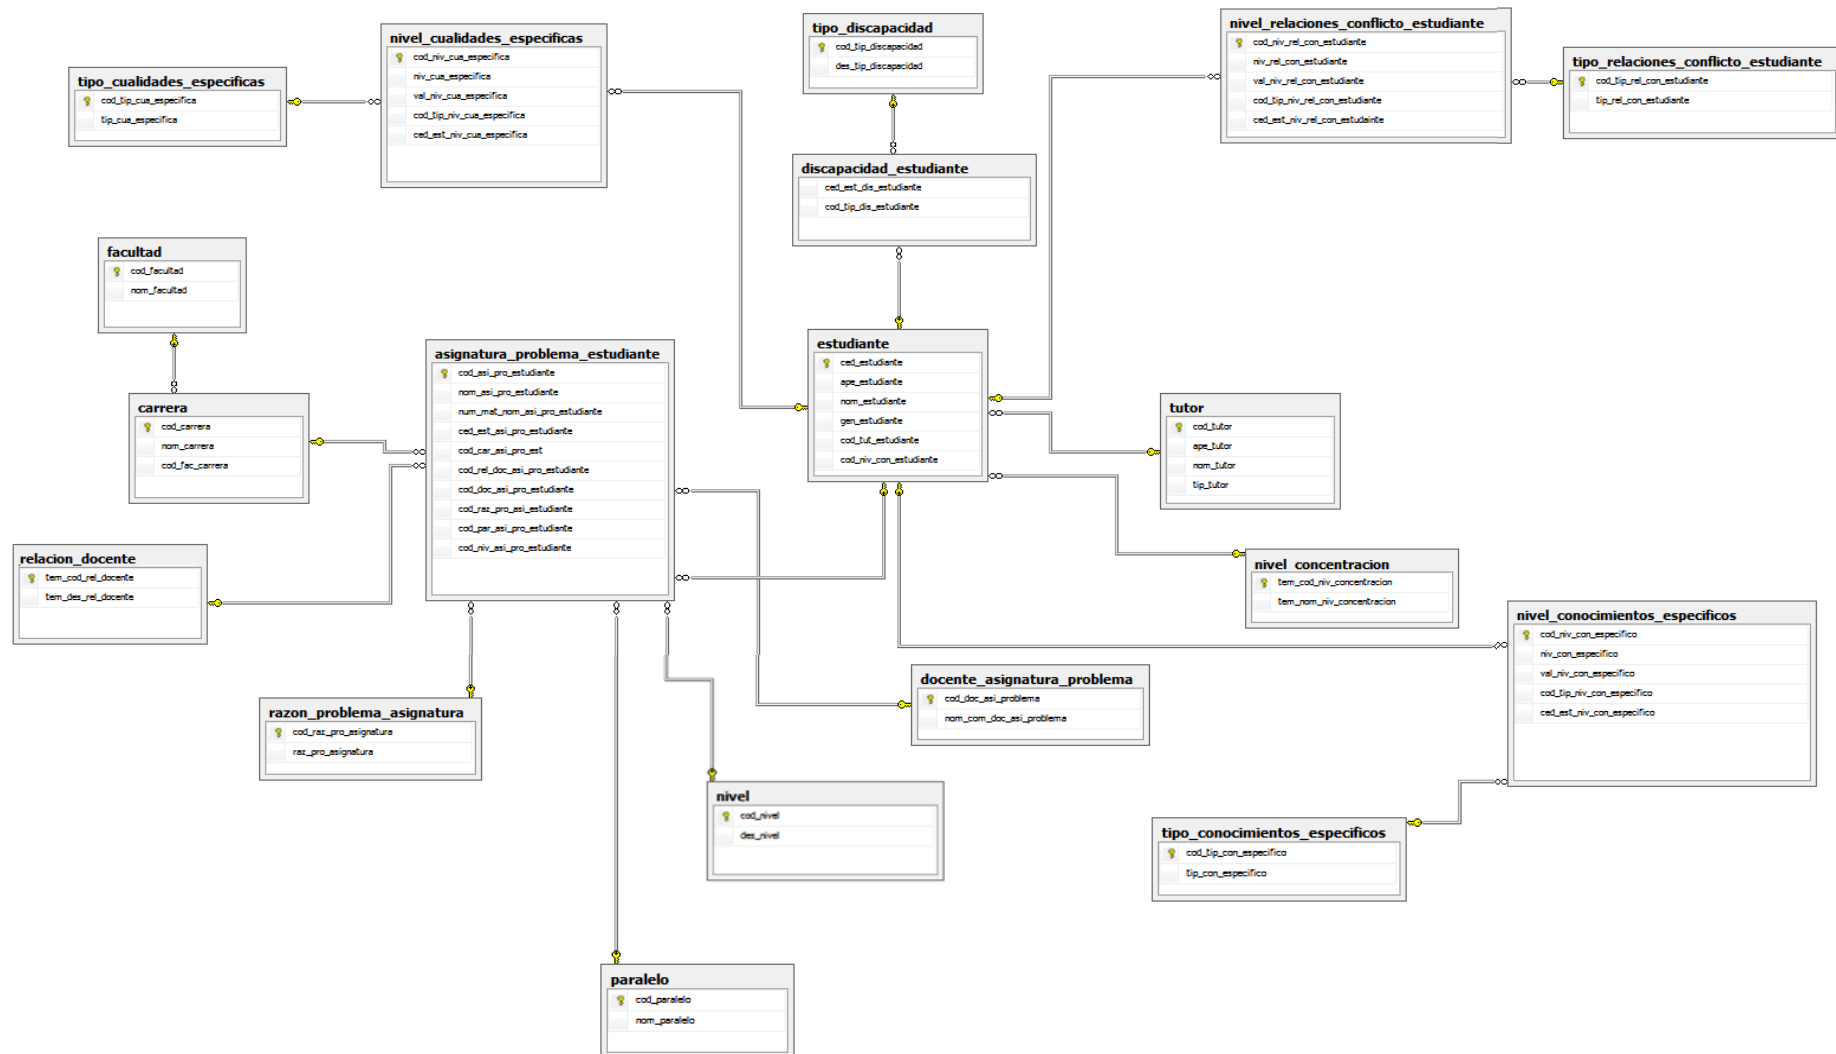 tipo_cualidades_especificas
cod_tip_cua_especifica
tip_cua_especifica
nivel_cualidades_especificas
cod_niv_cua_especifica
niv_cua_especifica
val_niv_cua_especifica
cod_tip_niv_cua_especifica
ced_est_niv_cua_especifica
tipo_discapacidad
cod_tip_discapacidad
des_tip_discapacidad
discapacidad_estudiante
ced_est_dis_estudiante
cod_tip_dis_estudiante
nivel_relaciones_conflicto_estudiante
cod_niv_rel_con_estudiante
niv_rel_con_estudiante
val_niv_rel_con_estudiante
cod_tip_niv_rel_con_estudiante
ced_est_niv_rel_con_estudainte
tipo_relaciones_conflicto_estudiante
cod_tip_rel_con_estudiante
tip_rel_con_estudiante
facultad
cod_facultad
nom_facultad
carrera
cod_carrera
nom_carrera
cod_fac_carrera
relacion_docente
tem_cod_rel_docente
tem_des_rel_docente
asignatura_problema_estudiante
cod_asi_pro_estudiante
nom_asi_pro_estudiante
num_mat_nom_asi_pro_estudiante
ced_est_asi_pro_estudiante
cod_car_asi_pro_est
cod_rel_doc_asi_pro_estudiante
cod_doc_asi_pro_estudiante
cod_raz_pro_asi_estudiante
cod_par_asi_pro_estudiante
cod_niv_asi_pro_estudiante
estudiante
ced_estudiante
ape_estudiante
nom_estudiante
gen_estudiante
cod_tut_estudiante
cod_niv_con_estudiante
tutor
cod_tutor
ape_tutor
nom_tutor
tip_tutor
nivel_concentracion
tem_cod_niv_concentracion
tem_nom_niv_concentracion
nivel_conocimientos_especificos
cod_niv_con_especifico
niv_con_especifico
val_niv_con_especifico
cod_tip_niv_con_especifico
ced_est_niv_con_especifico
razon_problema_asignatura
cod_raz_pro_asignatura
raz_pro_asignatura
docente_asignatura_problema
cod_doc_asi_problema
nom_com_doc_asi_problema
nivel
cod_nivel
des_nivel
tipo_conocimientos_especificos
cod_tip_con_especifico
tip_con_especifico
paralelo
cod_paralelo
nom_paralelo